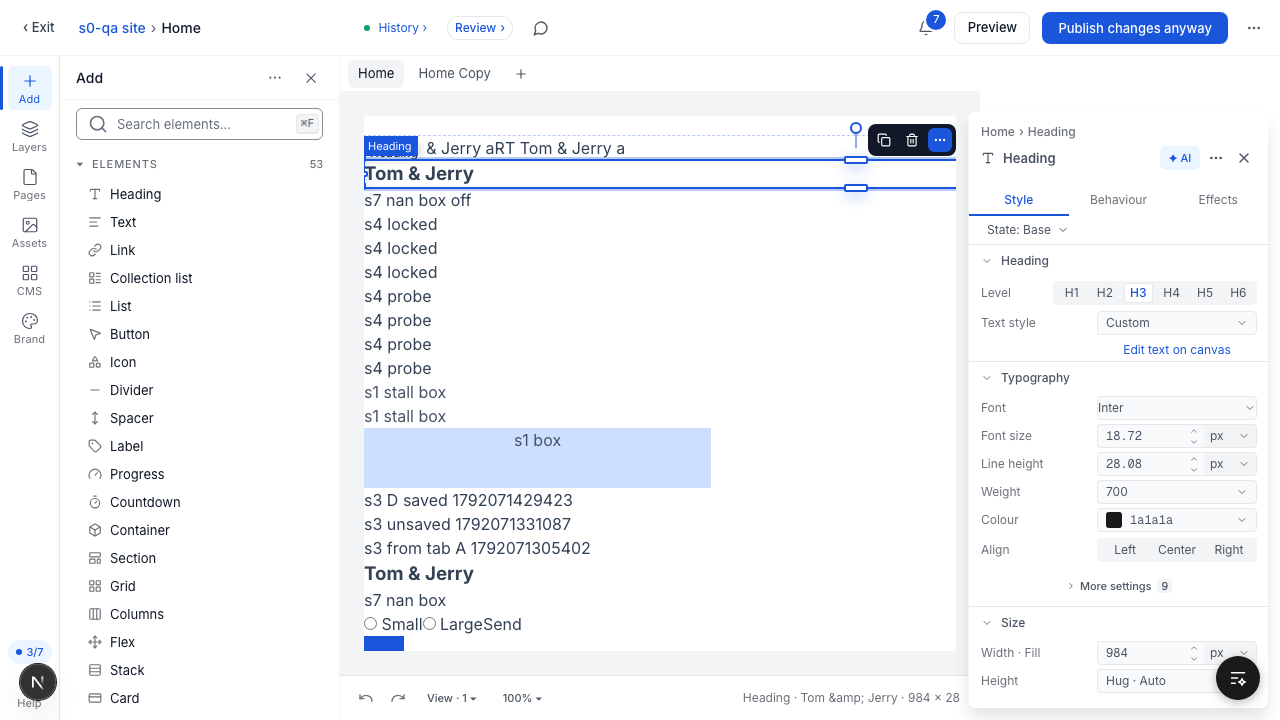 ‹ Exit
s0-qa site › Home
History ›
Review ›
7
Preview
Publish changes anyway
Add
Layers
Pages
Assets
CMS
Brand
3/7
N
Help
Add
Search elements...
⌘F
ELEMENTS 53
Heading
Text
Link
Collection list
List
Button
Icon
Divider
Spacer
Label
Progress
Countdown
Container
Section
Grid
Columns
Flex
Stack
Card
Home
Home Copy
Heading
& Jerry aRT Tom & Jerry a
Tom & Jerry
s7 nan box off
s4 locked
s4 locked
s4 locked
s4 probe
s4 probe
s4 probe
s4 probe
s1 stall box
s1 stall box
s1 box
s3 D saved 1792071429423
s3 unsaved 1792071331087
s3 from tab A 1792071305402
Tom & Jerry
s7 nan box
Small LargeSend
View · 1
100%
Heading · Tom &amp; Jerry · 984 × 28
Home › Heading
Heading
AI
Style
Behaviour
Effects
State: Base
Heading
Level H1 H2 H3 H4 H5 H6
Text style Custom
Edit text on canvas
Typography
Font Inter
Font size 18.72 px
Line height 28.08 px
Weight 700
Colour 1a1a1a
Align Left Center Right
More settings 9
Size
Width · Fill 984 px
Height Hug · Auto